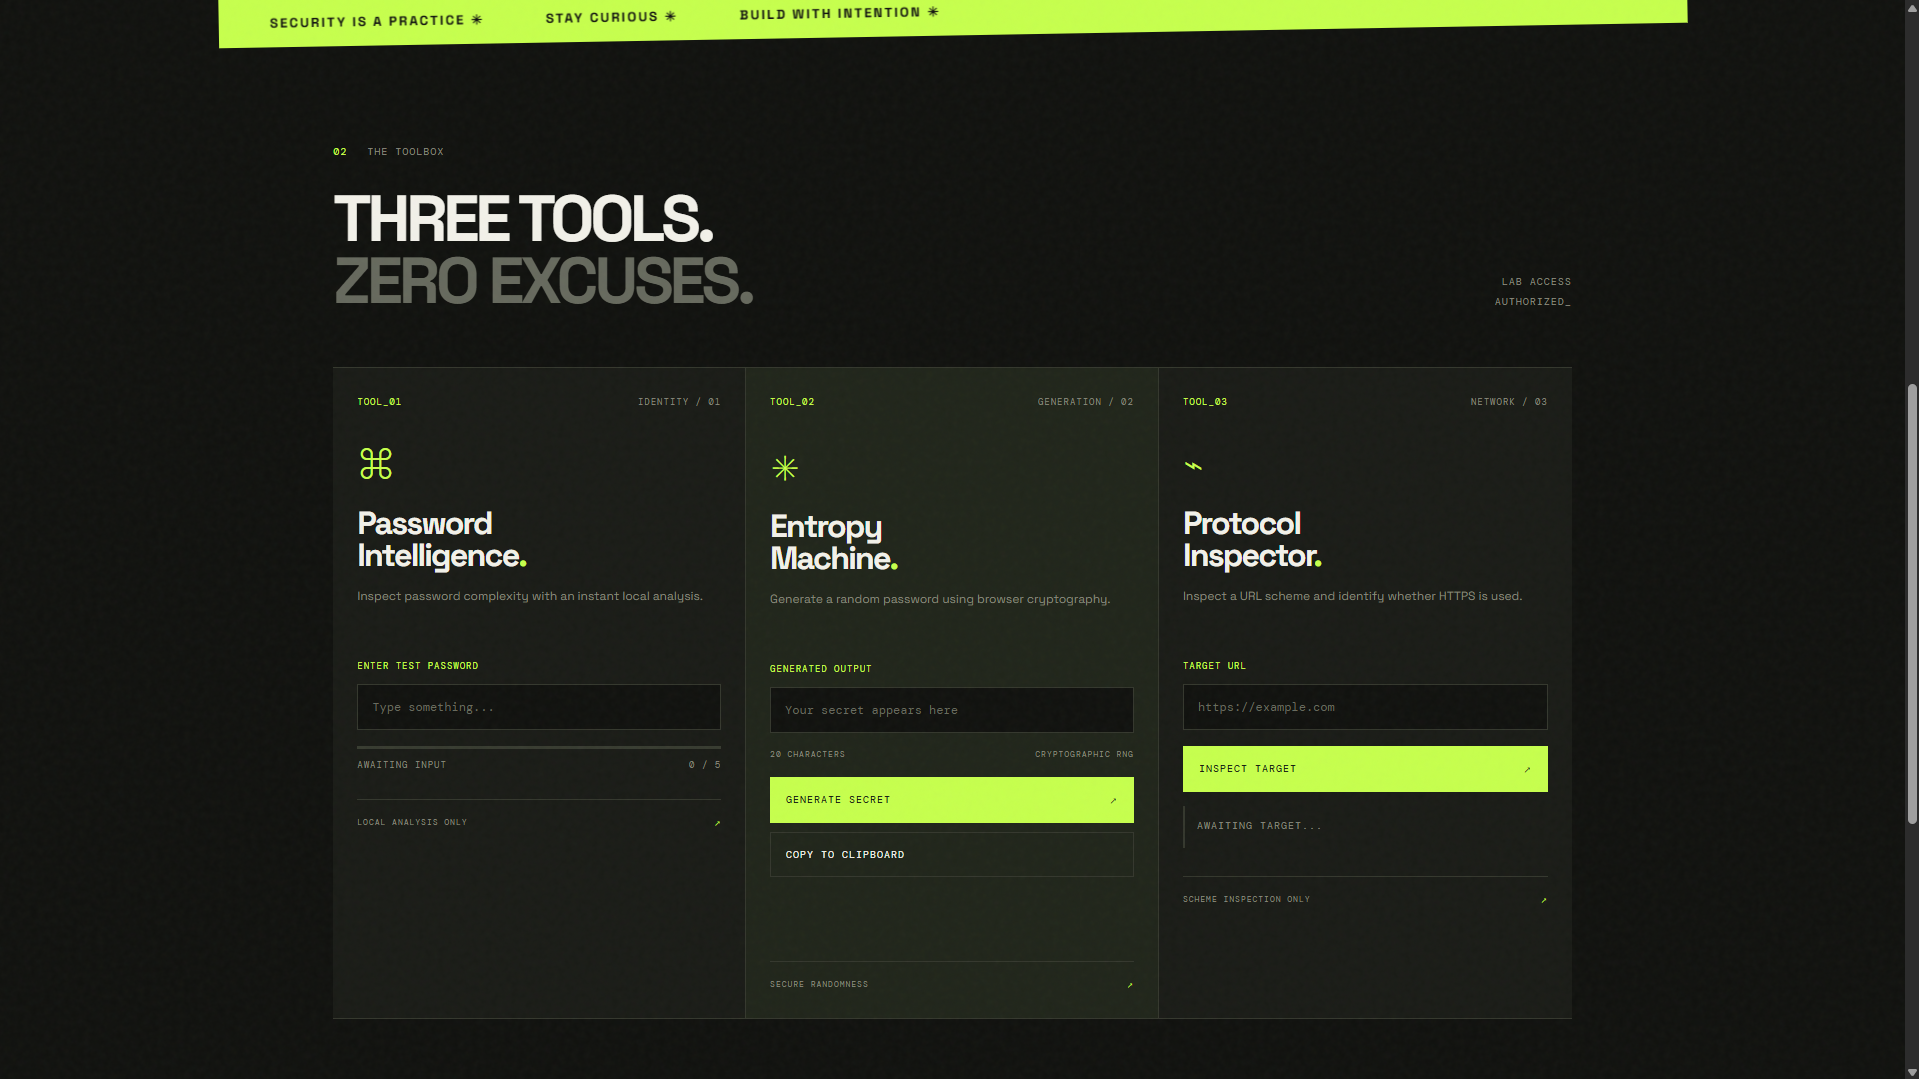 SECURITY IS A PRACTICE ✳ STAY CURIOUS ✳ BUILD WITH INTENTION ✳
02 THE TOOLBOX
THREE TOOLS.
ZERO EXCUSES.
LAB ACCESS
AUTHORIZED_
TOOL_01 IDENTITY / 01
⌘
Password
Intelligence.
Inspect password complexity with an instant local analysis.
ENTER TEST PASSWORD
Type something...
AWAITING INPUT 0 / 5
LOCAL ANALYSIS ONLY ↗
TOOL_02 GENERATION / 02
✳
Entropy
Machine.
Generate a random password using browser cryptography.
GENERATED OUTPUT
Your secret appears here
20 CHARACTERS CRYPTOGRAPHIC RNG
GENERATE SECRET ↗
COPY TO CLIPBOARD
SECURE RANDOMNESS ↗
TOOL_03 NETWORK / 03
⌁
Protocol
Inspector.
Inspect a URL scheme and identify whether HTTPS is used.
TARGET URL
https://example.com
INSPECT TARGET ↗
AWAITING TARGET...
SCHEME INSPECTION ONLY ↗